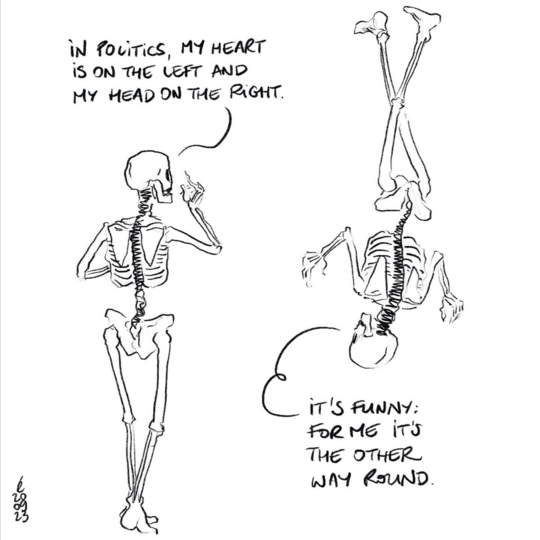 IN POLITICS, MY HEART
IS ON THE LEFT AND
MY HEAD ON THE RIGHT.
IT'S FUNNY:
FOR ME IT'S
THE OTHER
WAY ROUND.
é
20
09
23